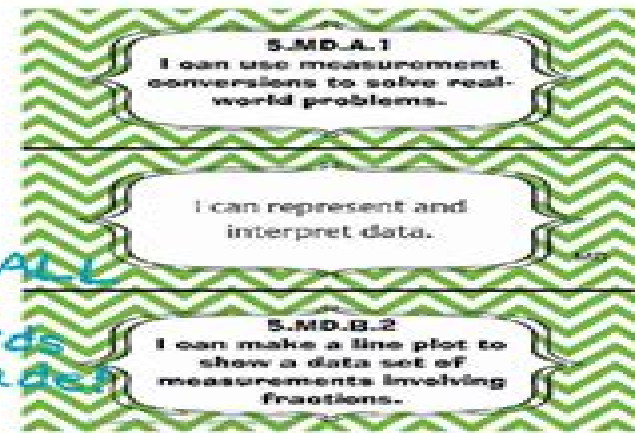 5.MD.A.1
I can use measurement
conversions to solve real-
world problems.
I can represent and
interpret data.
ALL
5.MD.B.2
I can make a line plot to
show a data set of
measurements involving
fractions.